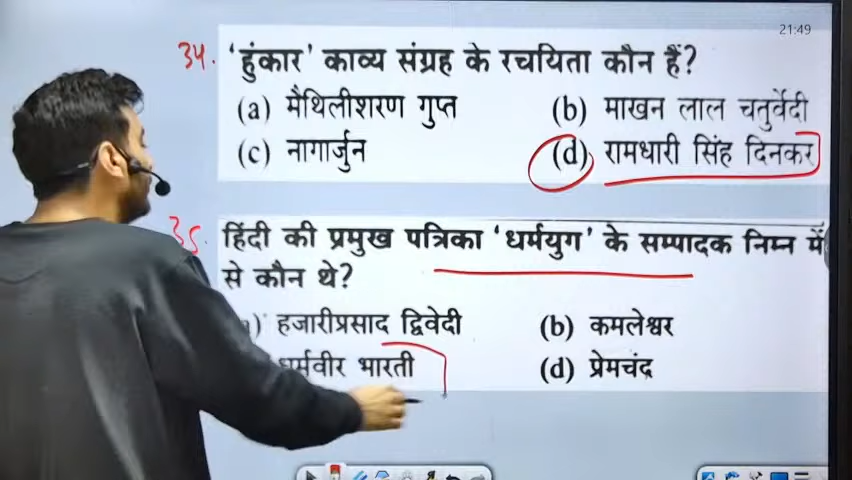 21:49
34. 'हुंकार' काव्य संग्रह के रचयिता कौन हैं?
(a) मैथिलीशरण गुप्त (b) माखन लाल चतुर्वेदी
(c) नागार्जुन (d) रामधारी सिंह दिनकर
35. हिंदी की प्रमुख पत्रिका 'धर्मयुग' के सम्पादक निम्न में
से कौन थे?
हजारीप्रसाद द्विवेदी (b) कमलेश्वर
धर्मवीर भारती (d) प्रेमचंद्र